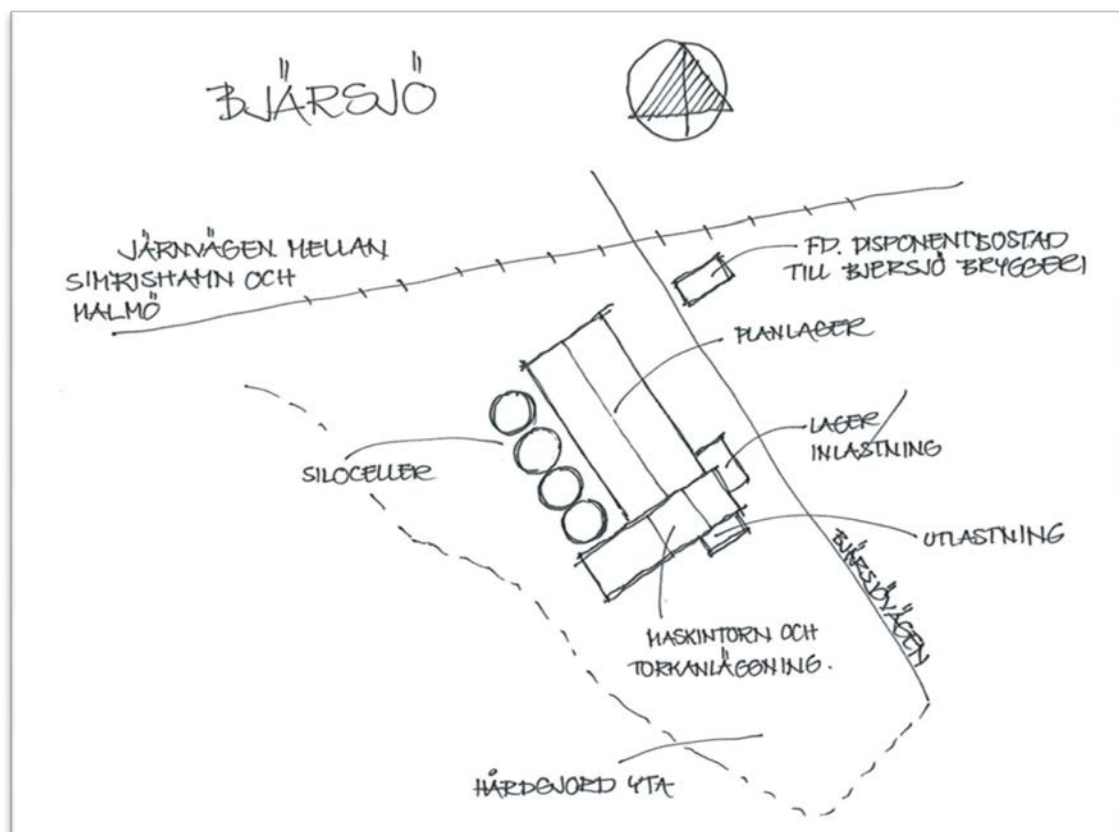 BJÄRSJÖ
JÄRNVÄGEN MELLAN
SIMRISHAMN OCH
MALMÖ
FD. DISPONENTBOSTAD
TILL BJERSJÖ BRYGGERI
PLANLAGER
LAGER
INLASTNING
SILOCELLER
UTLASTNING
BJÄRSJÖVÄGEN
MASKINTORN OCH
TORKANLÄGGNING.
HÅRDGJORD YTA